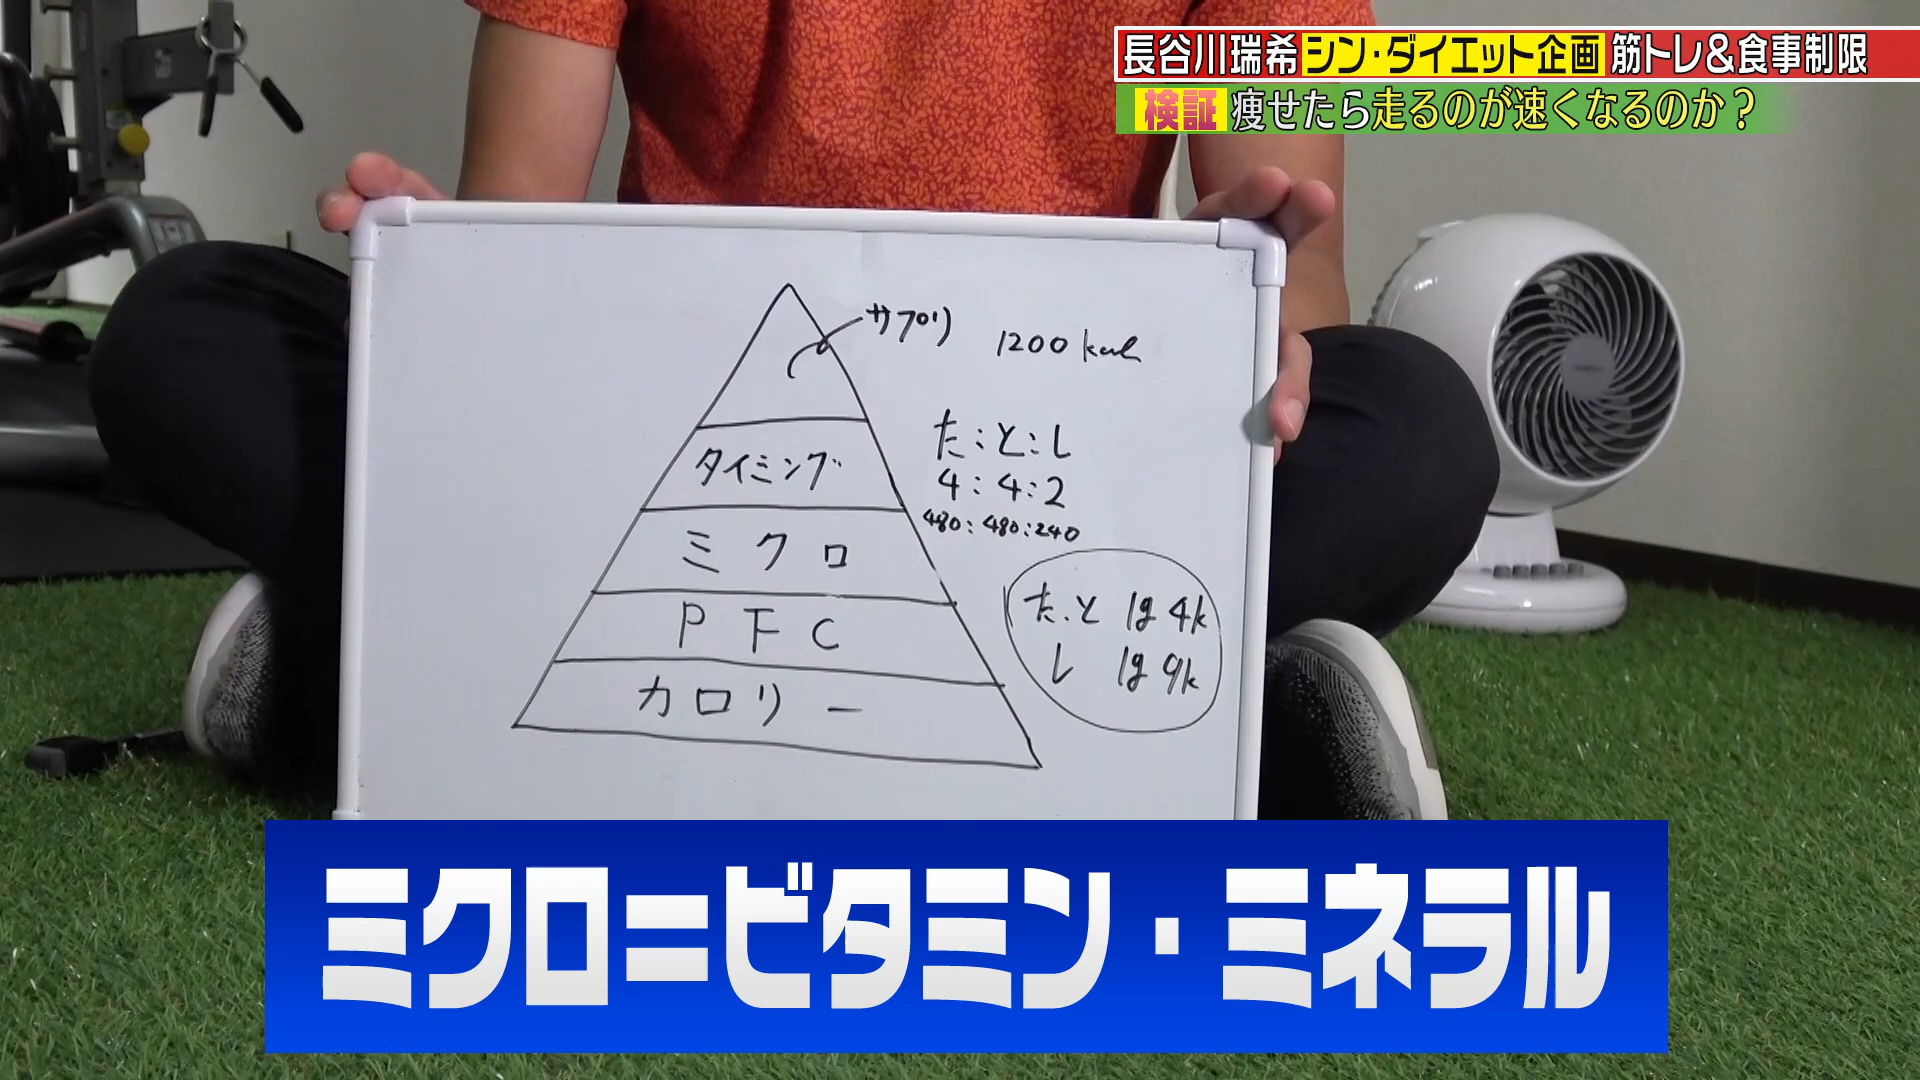 長谷川瑞希シン・ダイエット企画 筋トレ&食事制限
検証 痩せたら走るのが速くなるのか？
サプリ
1200 kcal
タイミング
た:と:し
4:4:2
480:480:240
ミクロ
PFC
た.と 1g 4k
し 1g 9k
カロリー
ミクロ=ビタミン・ミネラル